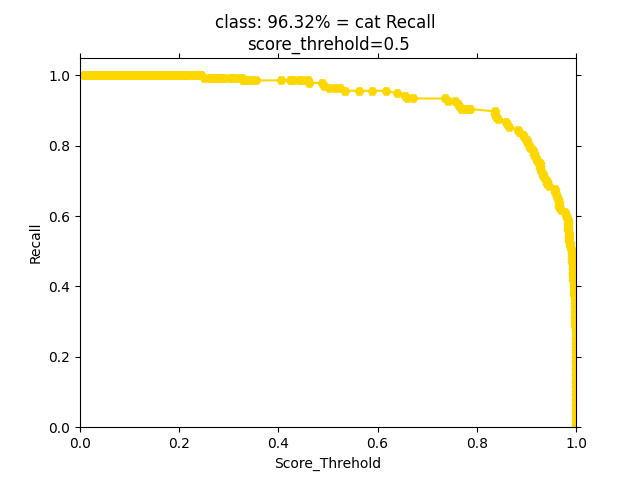 class: 96.32% = cat Recall
score_threhold=0.5
1.0
0.8
0.6
0.4
0.2
0.0
Recall
0.0 0.2 0.4 0.6 0.8 1.0
Score_Threhold